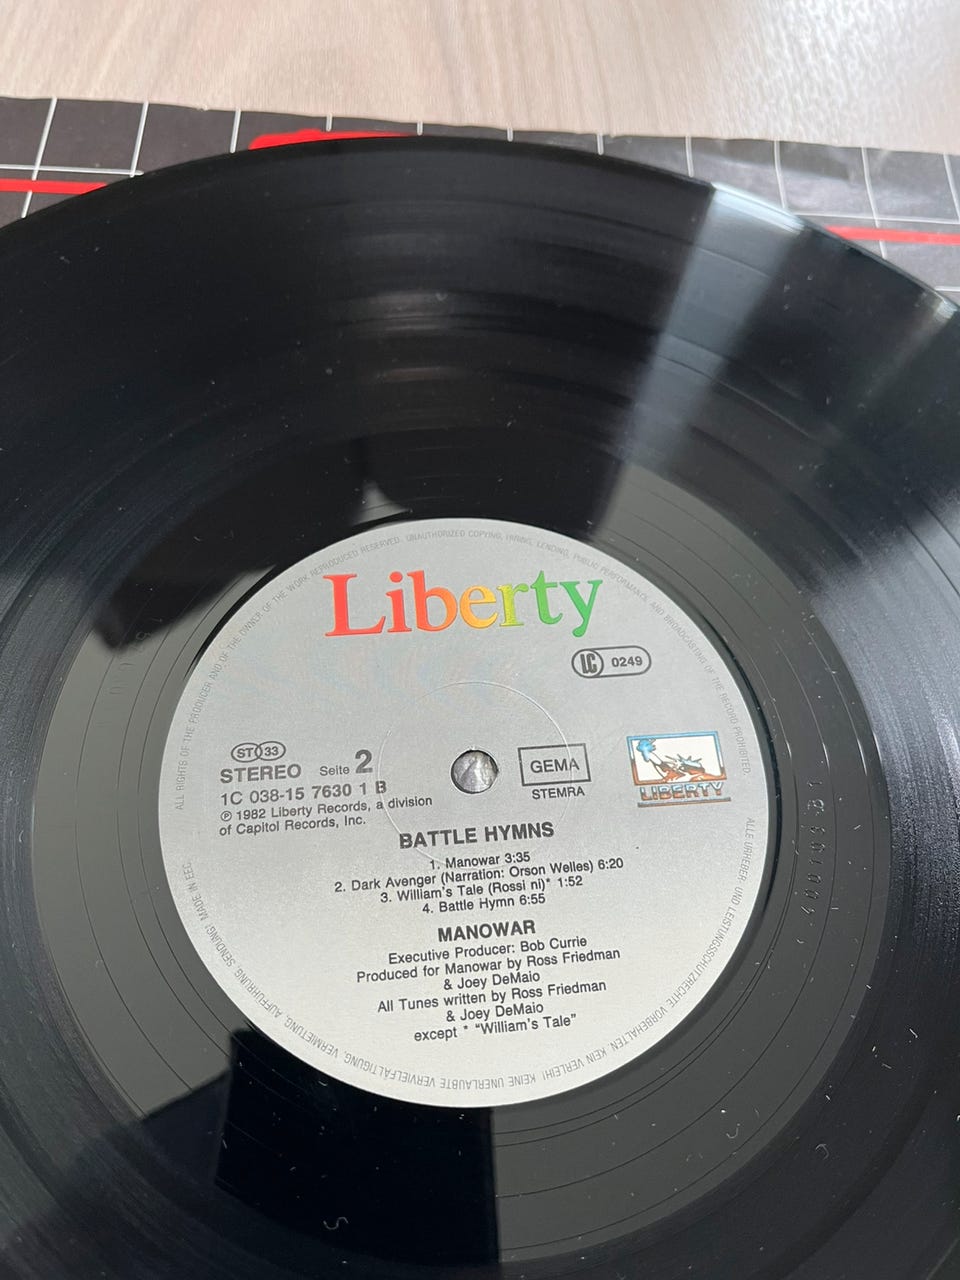 Liberty
LC 0249
ST 33
STEREO Seite 2
1C 038-15 7630 1 B
℗ 1982 Liberty Records, a division
of Capitol Records, Inc.
GEMA
STEMRA
LIBERTY
BATTLE HYMNS
1. Manowar 3:35
2. Dark Avenger (Narration: Orson Welles) 6:20
3. William's Tale (Rossi ni)* 1:52
4. Battle Hymn 6:55
MANOWAR
Executive Producer: Bob Currie
Produced for Manowar by Ross Friedman
& Joey DeMaio
All Tunes written by Ross Friedman
& Joey DeMaio
except * "William's Tale"
ALL RIGHTS OF THE PRODUCER AND OF THE OWNER OF THE WORK REPRODUCED RESERVED. UNAUTHORIZED COPYING, HIRING, LENDING, PUBLIC PERFORMANCE AND BROADCASTING OF THE RECORD PROHIBITED.
ALLE URHEBER- UND LEISTUNGSSCHUTZRECHTE VORBEHALTEN. KEIN VERLEIH! KEINE UNERLAUBTE VERVIELFÄLTIGUNG, VERMIETUNG, AUFFÜHRUNG, SENDUNG! MADE IN EEC